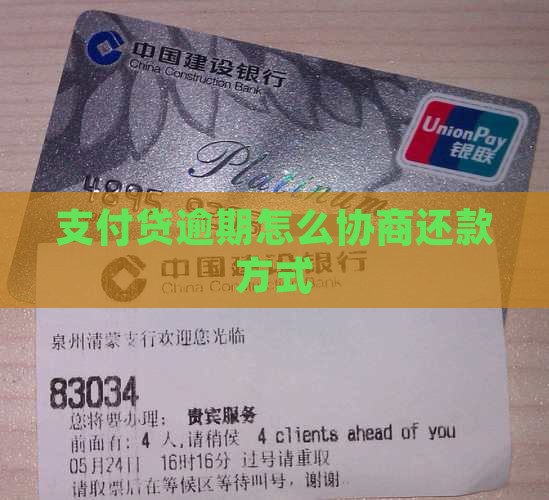 中国建设银行
China Construction Bank
UnionPay
银联
Platinum
4895
支付贷逾期怎么协商还款
方式
中国建设银行
China Construction Bank
泉州清蒙支行欢迎您光临
83034
您将要办理： 贵宾服务
前面有: 4 人,请稍侯 4 clients ahead of you
05月24日 16时16分 过号请重取
请取票后在等候区等待叫号，谢谢